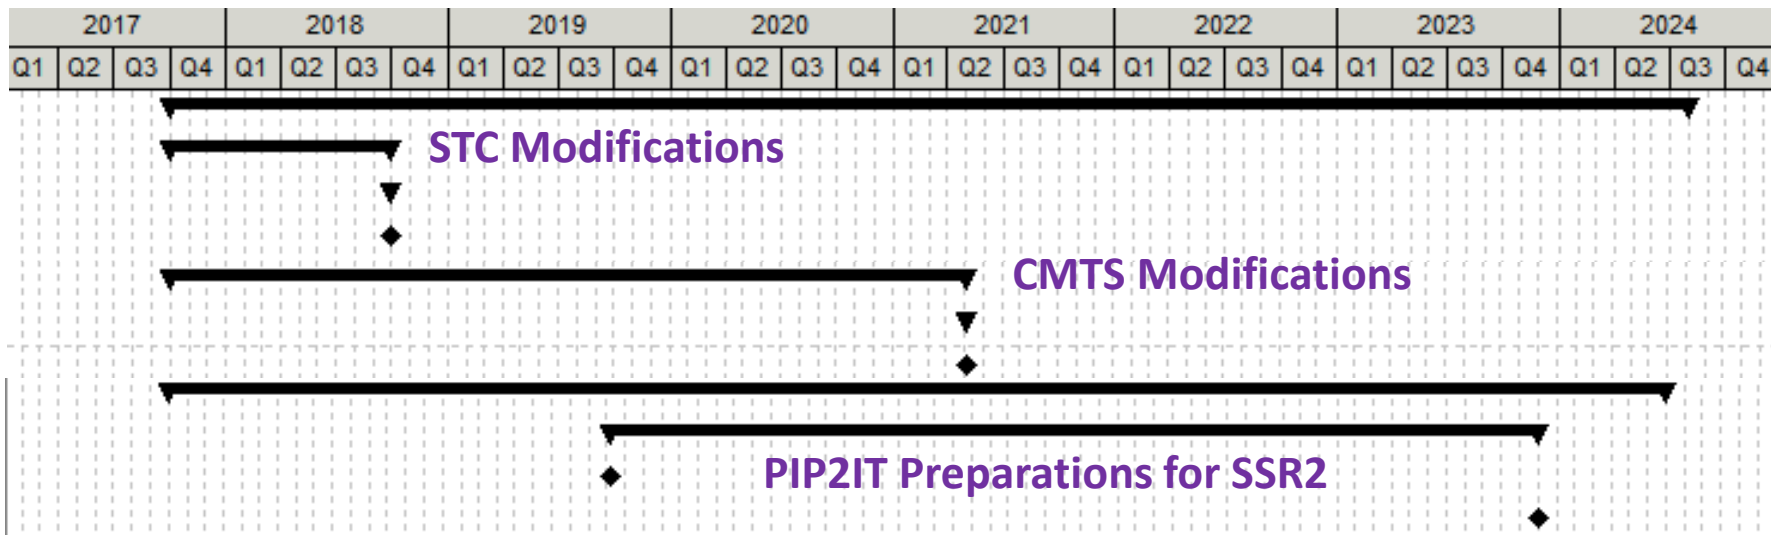 2017 2018 2019 2020 2021 2022 2023 2024
Q1 Q2 Q3 Q4 Q1 Q2 Q3 Q4 Q1 Q2 Q3 Q4 Q1 Q2 Q3 Q4 Q1 Q2 Q3 Q4 Q1 Q2 Q3 Q4 Q1 Q2 Q3 Q4 Q1 Q2 Q3 Q4
STC Modifications
CMTS Modifications
PIP2IT Preparations for SSR2